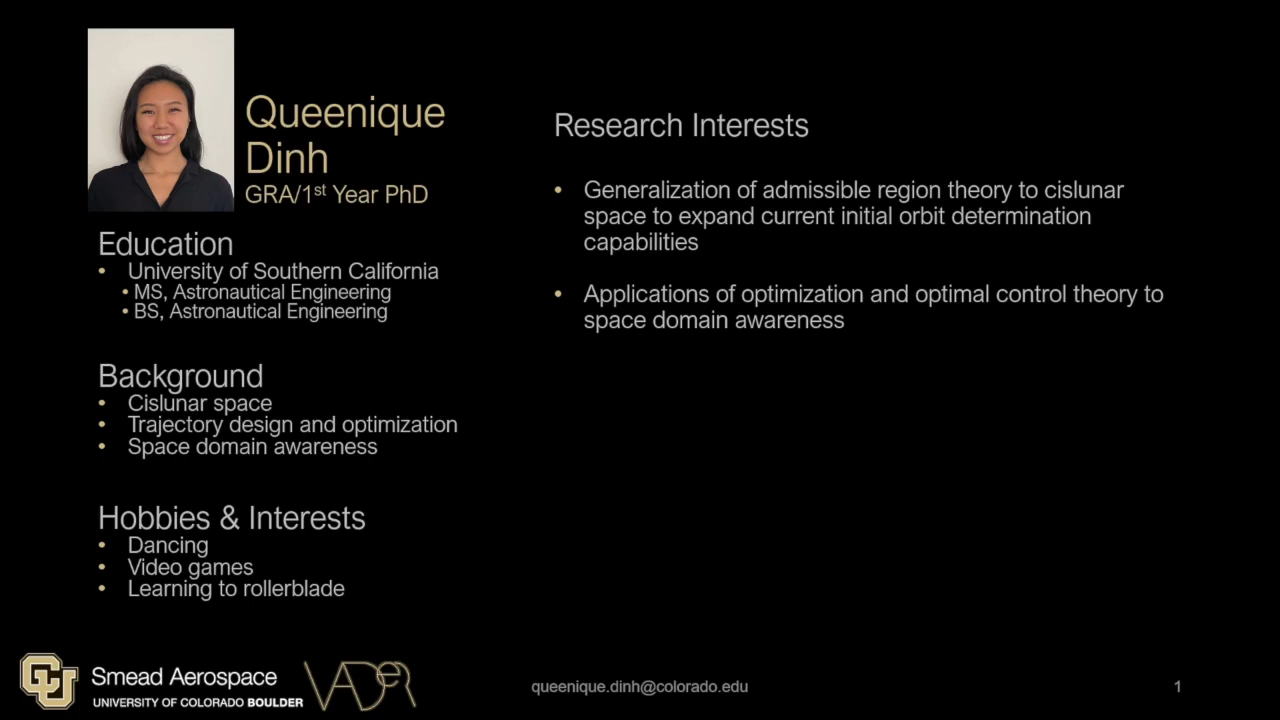 Queenique
Dinh
GRA/1st Year PhD
Education
• University of Southern California
• MS, Astronautical Engineering
• BS, Astronautical Engineering
Background
• Cislunar space
• Trajectory design and optimization
• Space domain awareness
Hobbies & Interests
• Dancing
• Video games
• Learning to rollerblade
Research Interests
• Generalization of admissible region theory to cislunar
space to expand current initial orbit determination
capabilities
• Applications of optimization and optimal control theory to
space domain awareness
CU
Smead Aerospace
UNIVERSITY OF COLORADO BOULDER
VADeR
queenique.dinh@colorado.edu
1